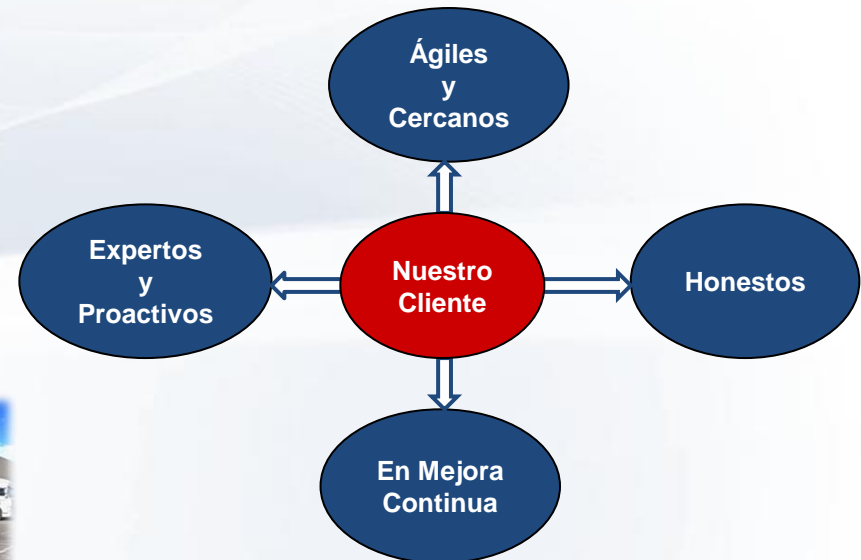 Ágiles
y
Cercanos
Expertos
y
Proactivos
Nuestro
Cliente
Honestos
En Mejora
Continua